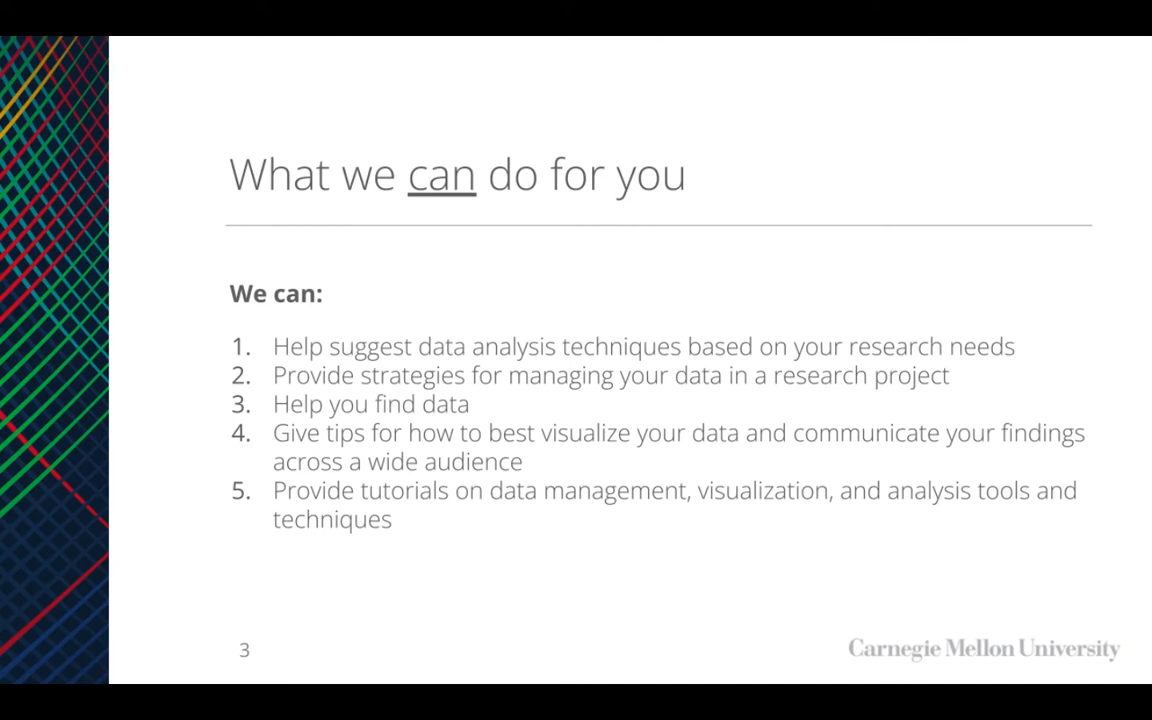 What we can do for you
We can:
1. Help suggest data analysis techniques based on your research needs
2. Provide strategies for managing your data in a research project
3. Help you find data
4. Give tips for how to best visualize your data and communicate your findings
across a wide audience
5. Provide tutorials on data management, visualization, and analysis tools and
techniques
3
Carnegie Mellon University